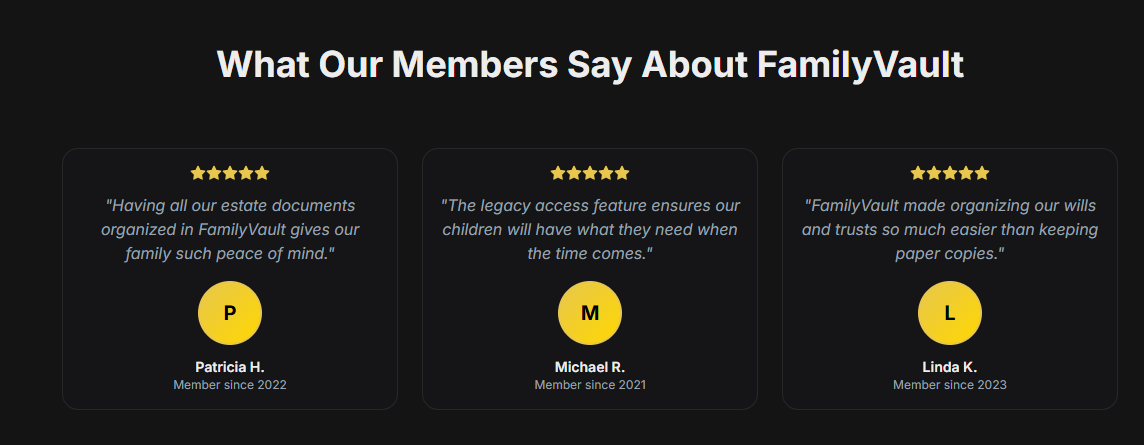 What Our Members Say About FamilyVault
"Having all our estate documents
organized in FamilyVault gives our
family such peace of mind."
P
Patricia H.
Member since 2022
"The legacy access feature ensures our
children will have what they need when
the time comes."
M
Michael R.
Member since 2021
"FamilyVault made organizing our wills
and trusts so much easier than keeping
paper copies."
L
Linda K.
Member since 2023